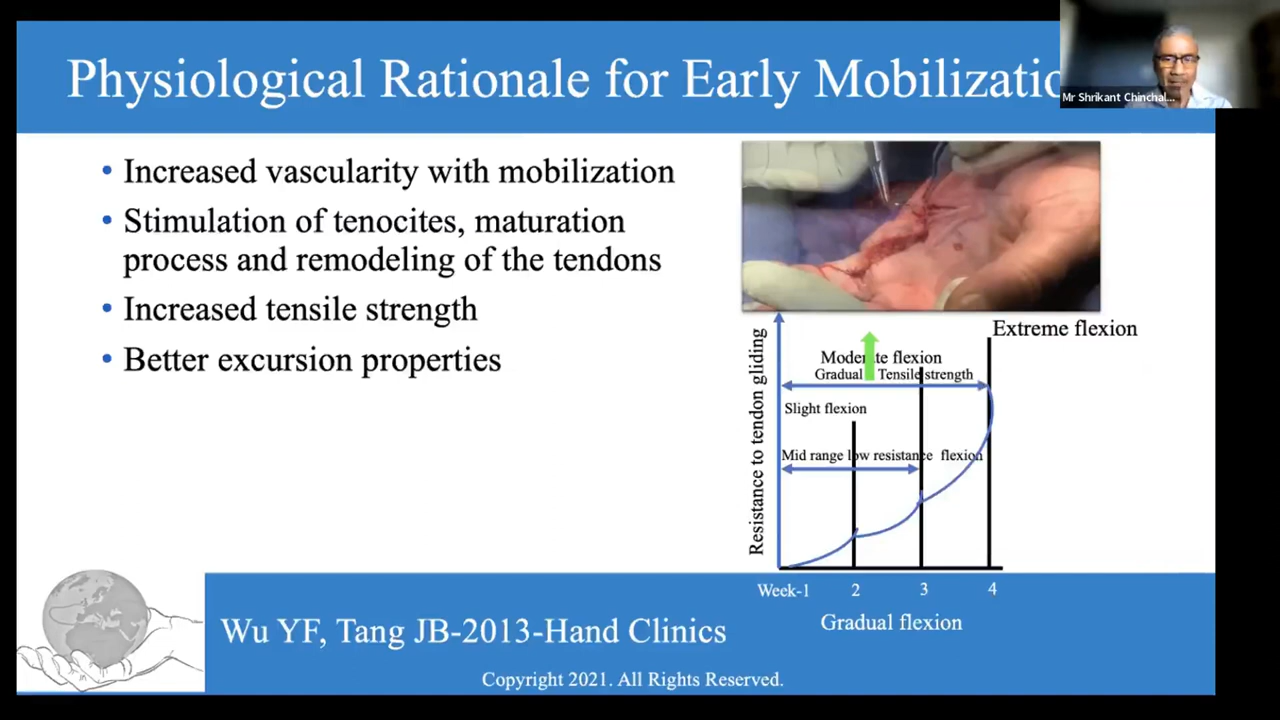 Physiological Rationale for Early Mobilizatio
Mr Shrikant Chinchal...
• Increased vascularity with mobilization
• Stimulation of tenocites, maturation
process and remodeling of the tendons
• Increased tensile strength
• Better excursion properties
Resistance to tendon gliding
Extreme flexion
Moderate flexion
Gradual Tensile strength
Slight flexion
Mid range low resistance flexion
Week-1 2 3 4
Gradual flexion
Wu YF, Tang JB-2013-Hand Clinics
Copyright 2021. All Rights Reserved.